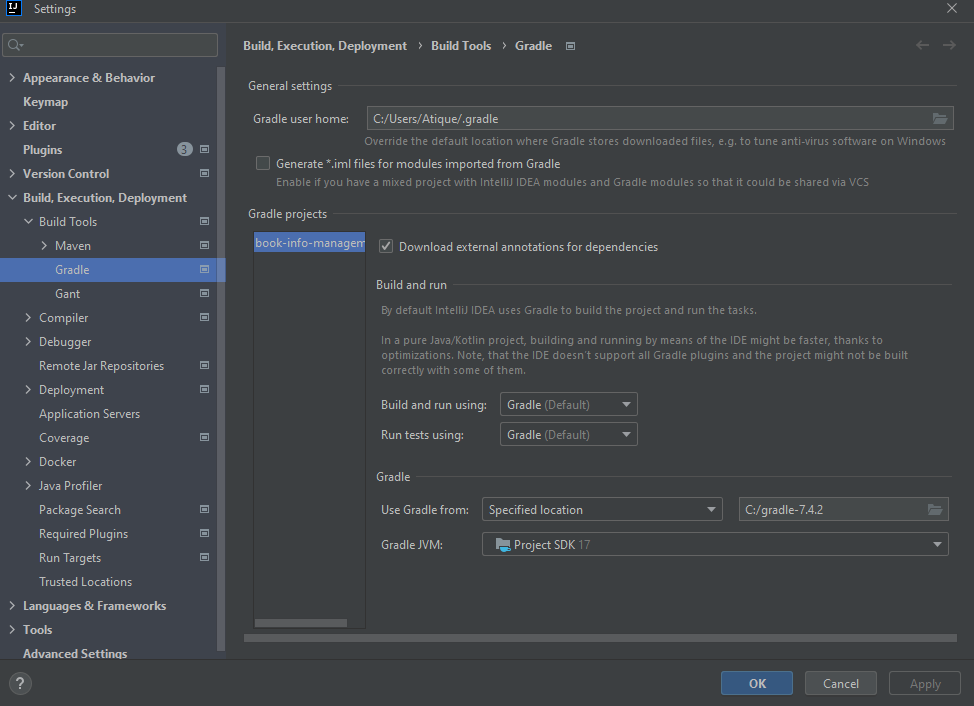 IJ
Settings
Appearance & Behavior
Keymap
Editor
Plugins 3
Version Control
Build, Execution, Deployment
Build Tools
Maven
Gradle
Gant
Compiler
Debugger
Remote Jar Repositories
Deployment
Application Servers
Coverage
Docker
Java Profiler
Package Search
Required Plugins
Run Targets
Trusted Locations
Languages & Frameworks
Tools
Advanced Settings
?
Build, Execution, Deployment › Build Tools › Gradle
General settings
Gradle user home: C:/Users/Atique/.gradle
Override the default location where Gradle stores downloaded files, e.g. to tune anti-virus software on Windows
Generate *.iml files for modules imported from Gradle
Enable if you have a mixed project with IntelliJ IDEA modules and Gradle modules so that it could be shared via VCS
Gradle projects
book-info-managem
Download external annotations for dependencies
Build and run
By default IntelliJ IDEA uses Gradle to build the project and run the tasks.
In a pure Java/Kotlin project, building and running by means of the IDE might be faster, thanks to
optimizations. Note, that the IDE doesn't support all Gradle plugins and the project might not be built
correctly with some of them.
Build and run using: Gradle (Default)
Run tests using: Gradle (Default)
Gradle
Use Gradle from: Specified location C:/gradle-7.4.2
Gradle JVM: Project SDK 17
OK Cancel Apply